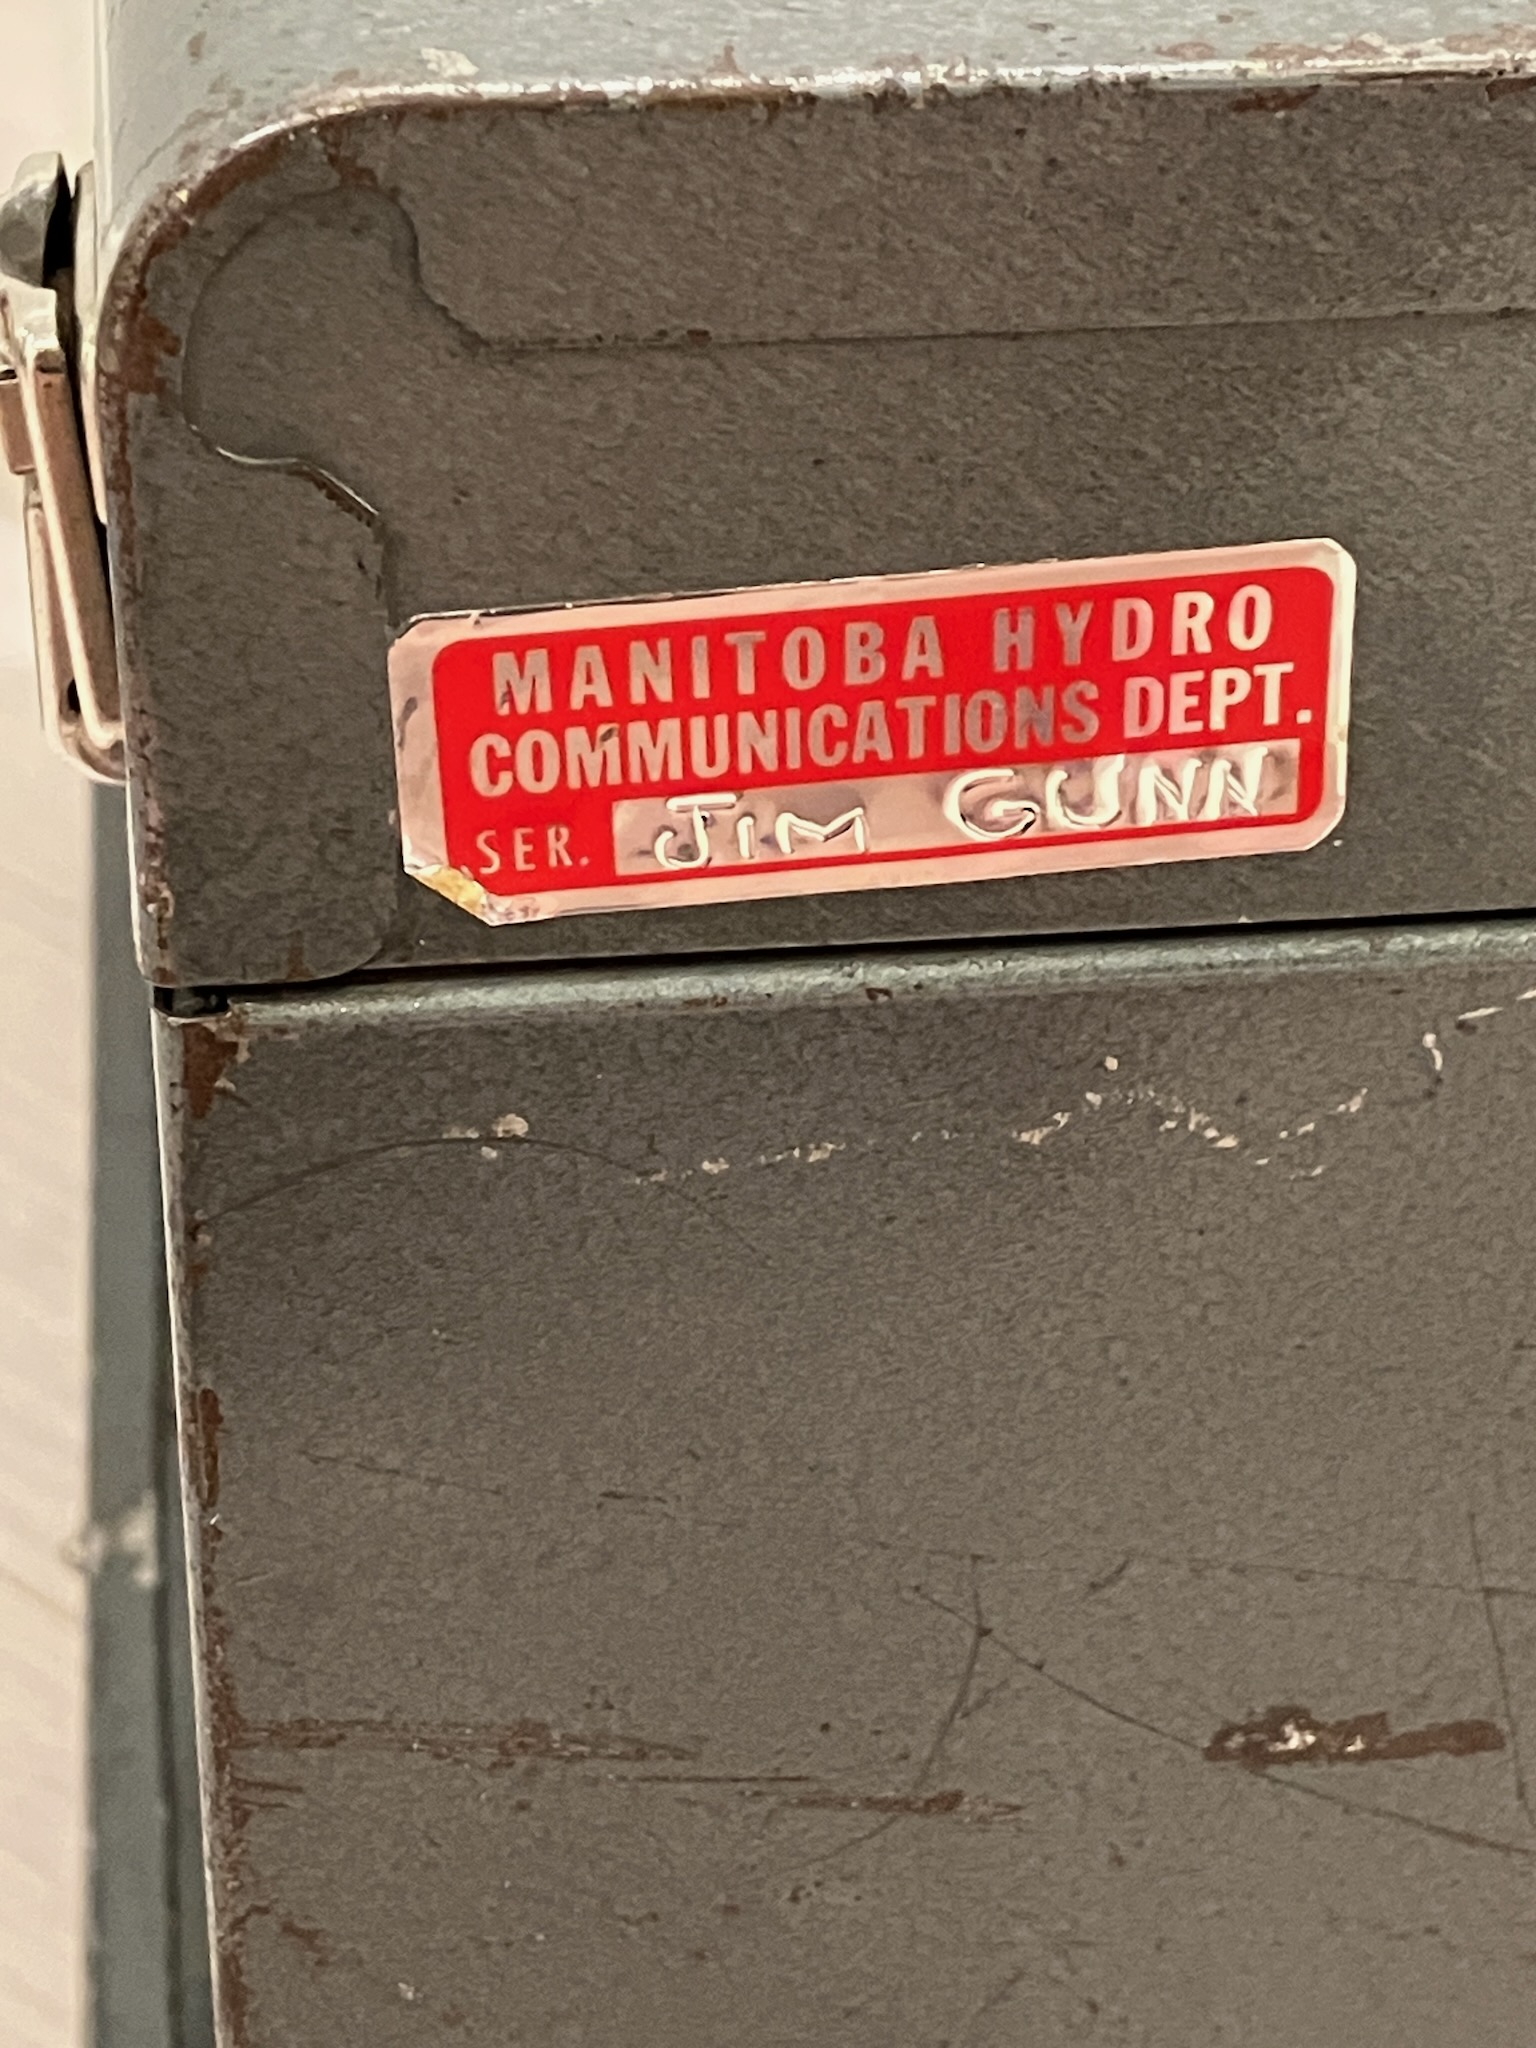 MANITOBA HYDRO
COMMUNICATIONS DEPT.
SER. JIM GUNN